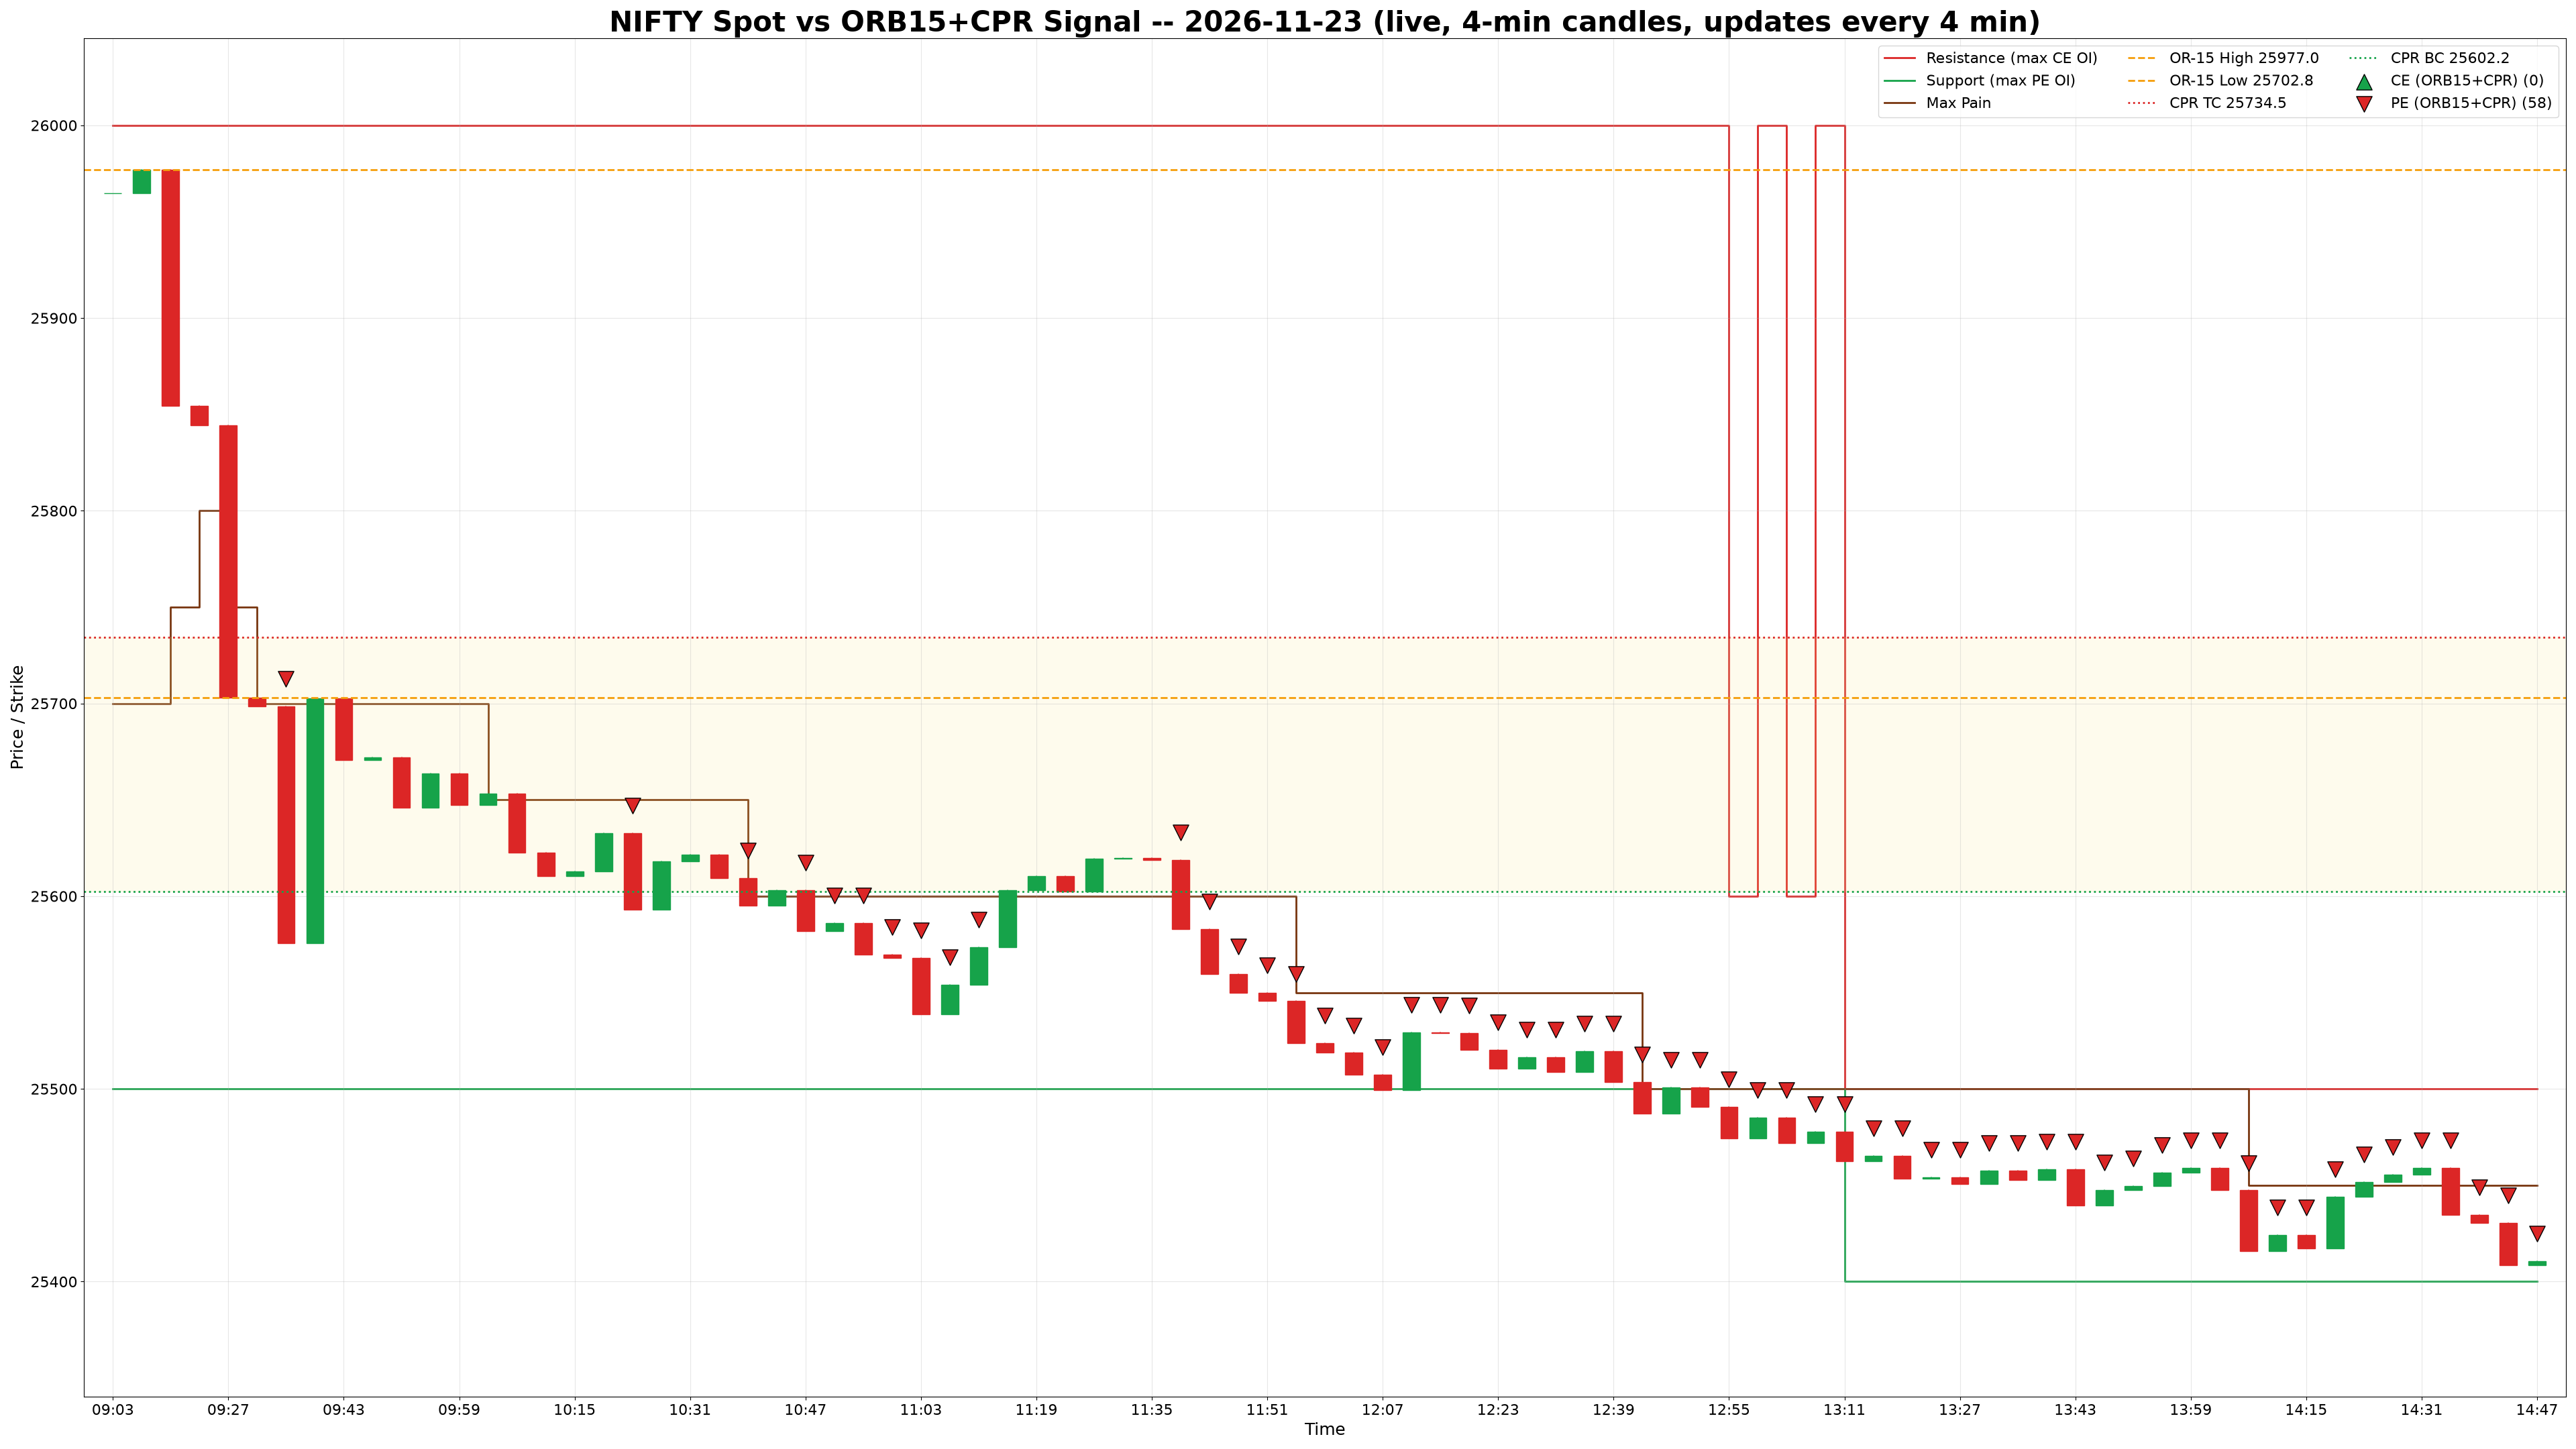 NIFTY Spot vs ORB15+CPR Signal -- 2026-11-23 (live, 4-min candles, updates every 4 min)
Resistance (max CE OI)
Support (max PE OI)
Max Pain
OR-15 High 25977.0
OR-15 Low 25702.8
CPR TC 25734.5
CPR BC 25602.2
CE (ORB15+CPR) (0)
PE (ORB15+CPR) (58)
Price / Strike
26000
25900
25800
25700
25600
25500
25400
09:03 09:27 09:43 09:59 10:15 10:31 10:47 11:03 11:19 11:35 11:51 12:07 12:23 12:39 12:55 13:11 13:27 13:43 13:59 14:15 14:31 14:47
Time